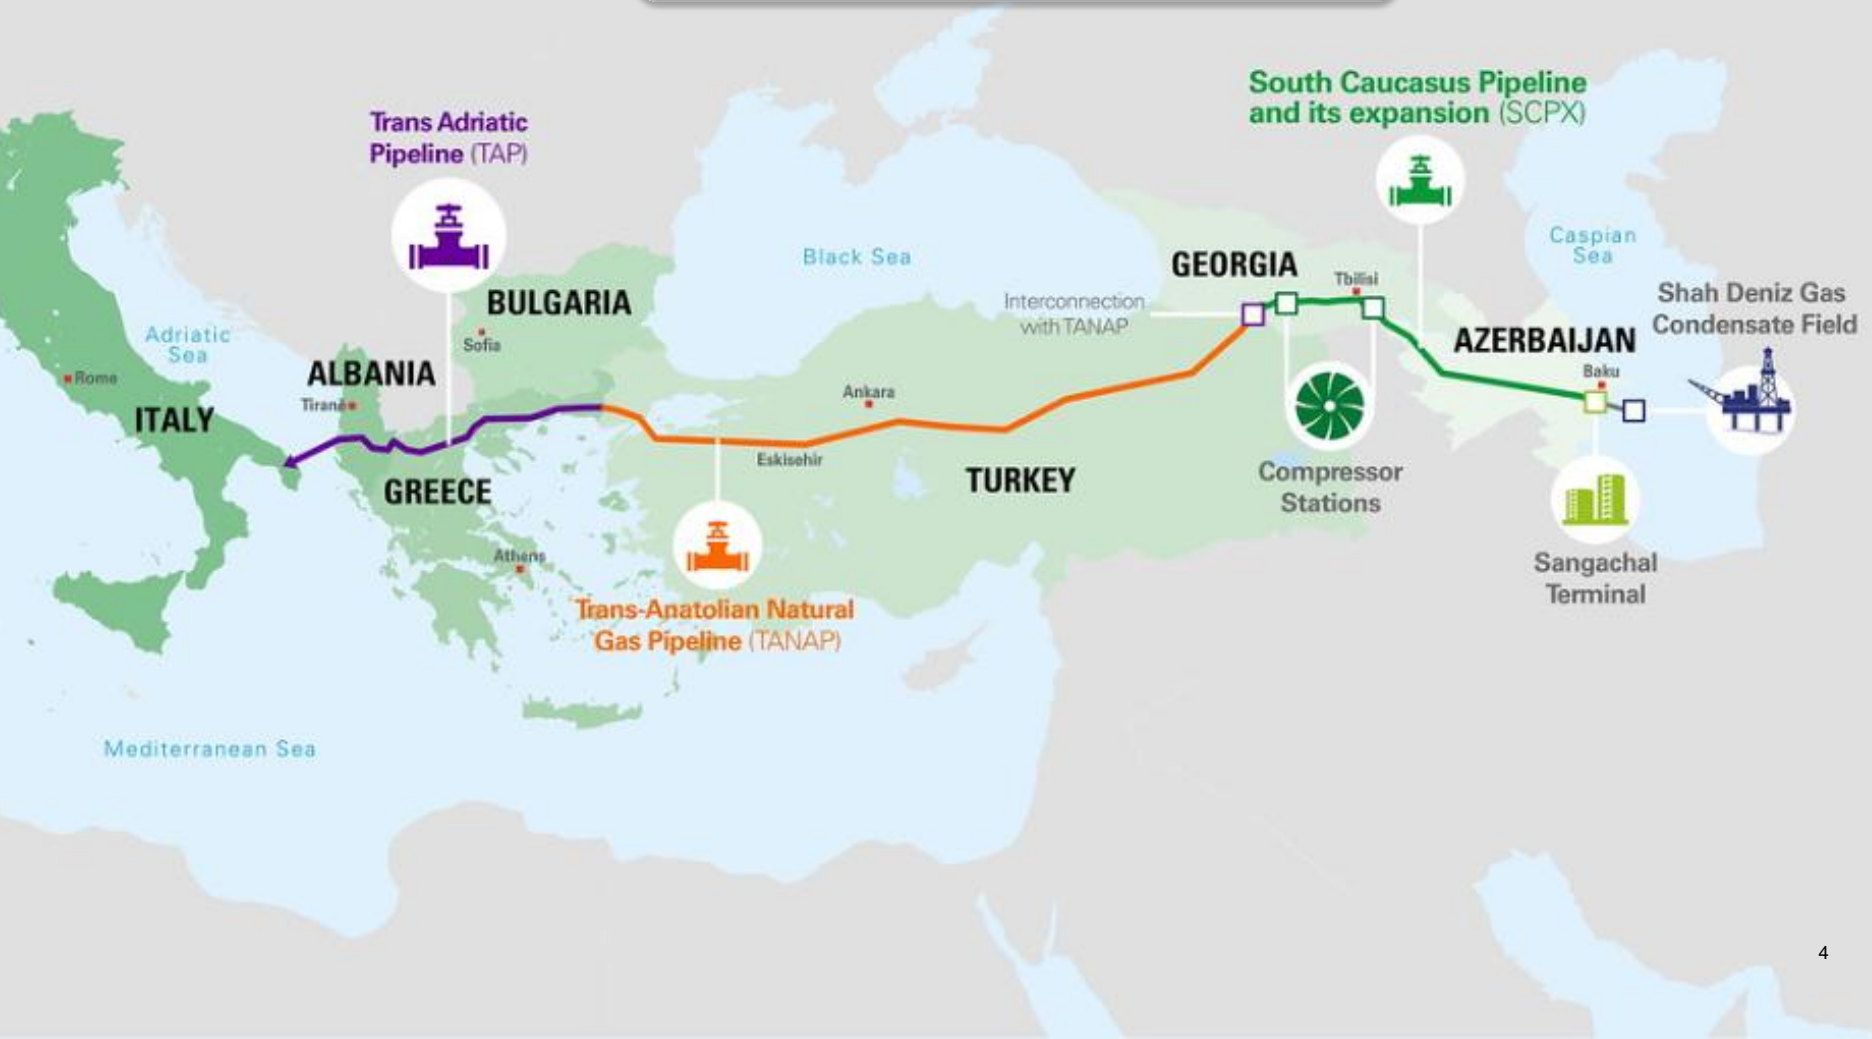 South Caucasus Pipeline
and its expansion (SCPX)
Trans Adriatic
Pipeline (TAP)
Caspian
Sea
Black Sea
GEORGIA
Tbilisi
Shah Deniz Gas
Condensate Field
Interconnection
with TANAP
BULGARIA
Sofia
Adriatic
Sea
AZERBAIJAN
Baku
ALBANIA
Tiranë
Rome
ITALY
Ankara
Eskisehir
GREECE
TURKEY
Compressor
Stations
Athens
Sangachal
Terminal
Trans-Anatolian Natural
Gas Pipeline (TANAP)
Mediterranean Sea
4